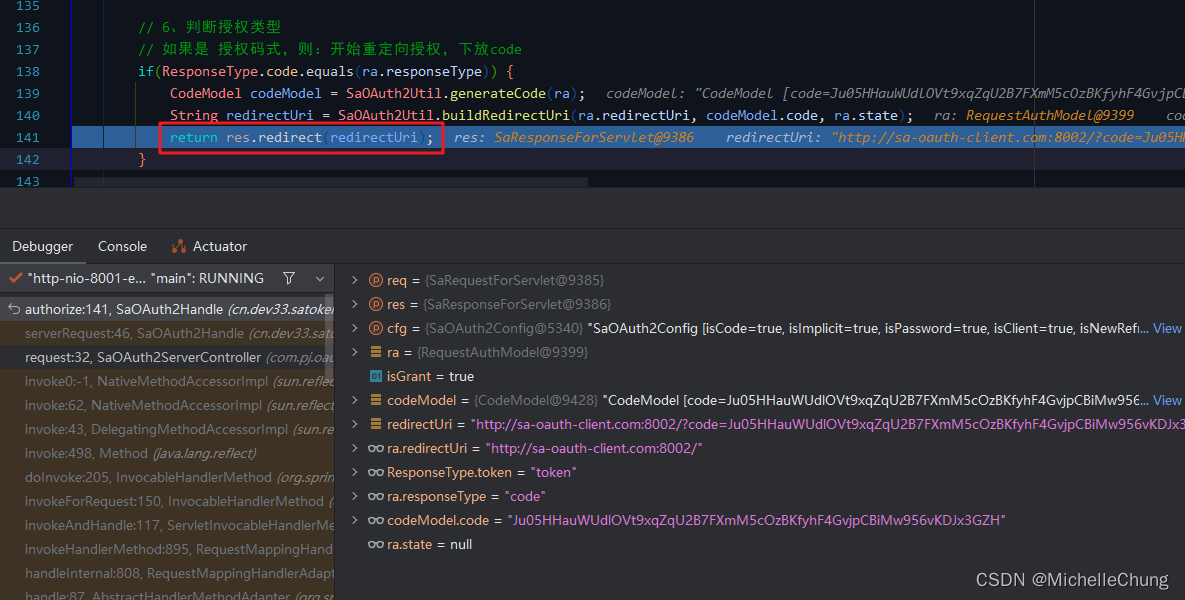 135
136 // 6、判断授权类型
137 // 如果是 授权码式，则：开始重定向授权，下放code
138 if(ResponseType.code.equals(ra.responseType)) {
139 CodeModel codeModel = SaOAuth2Util.generateCode(ra); codeModel: "CodeModel [code=Ju05HHauWUdlOVt9xqZqU2B7FXmM5cOzBKfyhF4GvjpCB
140 String redirectUri = SaOAuth2Util.buildRedirectUri(ra.redirectUri, codeModel.code, ra.state); ra: RequestAuthModel@9399 cod
141 return res.redirect(redirectUri); res: SaResponseForServlet@9386 redirectUri: "http://sa-oauth-client.com:8002/?code=Ju05H
142 }
143
Debugger Console Actuator
"http-nio-8001-e... "main": RUNNING
authorize:141, SaOAuth2Handle (cn.dev33.satoken
serverRequest:46, SaOAuth2Handle (cn.dev33.sato
request:32, SaOAuth2ServerController (com.pj.oau
invoke0:-1, NativeMethodAccessorImpl (sun.reflec
invoke:62, NativeMethodAccessorImpl (sun.reflect
invoke:43, DelegatingMethodAccessorImpl (sun.re
invoke:498, Method (java.lang.reflect)
doInvoke:205, InvocableHandlerMethod (org.sprin
invokeForRequest:150, InvocableHandlerMethod (
invokeAndHandle:117, ServletInvocableHandlerMe
invokeHandlerMethod:895, RequestMappingHand
handleInternal:808, RequestMappingHandlerAdapt
handle:87, AbstractHandlerMethodAdapter (org.s
req = {SaRequestForServlet@9385}
res = {SaResponseForServlet@9386}
cfg = {SaOAuth2Config@5340} "SaOAuth2Config [isCode=true, isImplicit=true, isPassword=true, isClient=true, isNewRefr... View
ra = {RequestAuthModel@9399}
isGrant = true
codeModel = {CodeModel@9428} "CodeModel [code=Ju05HHauWUdlOVt9xqZqU2B7FXmM5cOzBKfyhF4GvjpCBiMw956... View
redirectUri = "http://sa-oauth-client.com:8002/?code=Ju05HHauWUdlOVt9xqZqU2B7FXmM5cOzBKfyhF4GvjpCBiMw956vKDJx3
ra.redirectUri = "http://sa-oauth-client.com:8002/"
ResponseType.token = "token"
ra.responseType = "code"
codeModel.code = "Ju05HHauWUdlOVt9xqZqU2B7FXmM5cOzBKfyhF4GvjpCBiMw956vKDJx3GZH"
ra.state = null
CSDN @MichelleChung